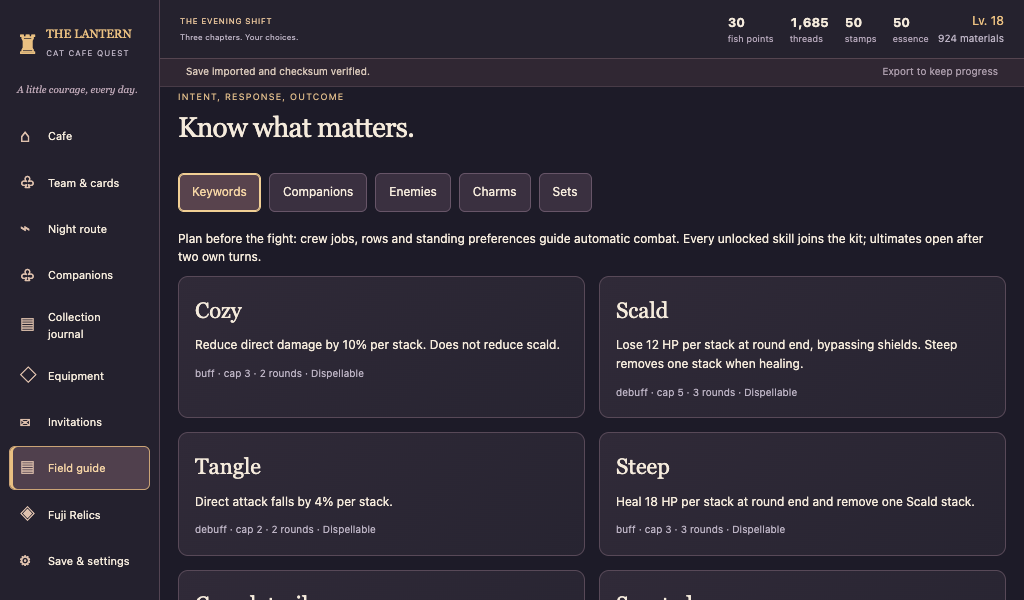 THE LANTERN
CAT CAFE QUEST
A little courage, every day.
Cafe
Team & cards
Night route
Companions
Collection
journal
Equipment
Invitations
Field guide
Fuji Relics
Save & settings
THE EVENING SHIFT
Three chapters. Your choices.
30
fish points
1,685
threads
50
stamps
50
essence
Lv. 18
924 materials
Save imported and checksum verified.
Export to keep progress
INTENT, RESPONSE, OUTCOME
Know what matters.
Keywords
Companions
Enemies
Charms
Sets
Plan before the fight: crew jobs, rows and standing preferences guide automatic combat. Every unlocked skill joins the kit; ultimates open after
two own turns.
Cozy
Reduce direct damage by 10% per stack. Does not reduce scald.
buff · cap 3 · 2 rounds · Dispellable
Scald
Lose 12 HP per stack at round end, bypassing shields. Steep
removes one stack when healing.
debuff · cap 5 · 3 rounds · Dispellable
Tangle
Direct attack falls by 4% per stack.
debuff · cap 2 · 2 rounds · Dispellable
Steep
Heal 18 HP per stack at round end and remove one Scald stack.
buff · cap 3 · 3 rounds · Dispellable